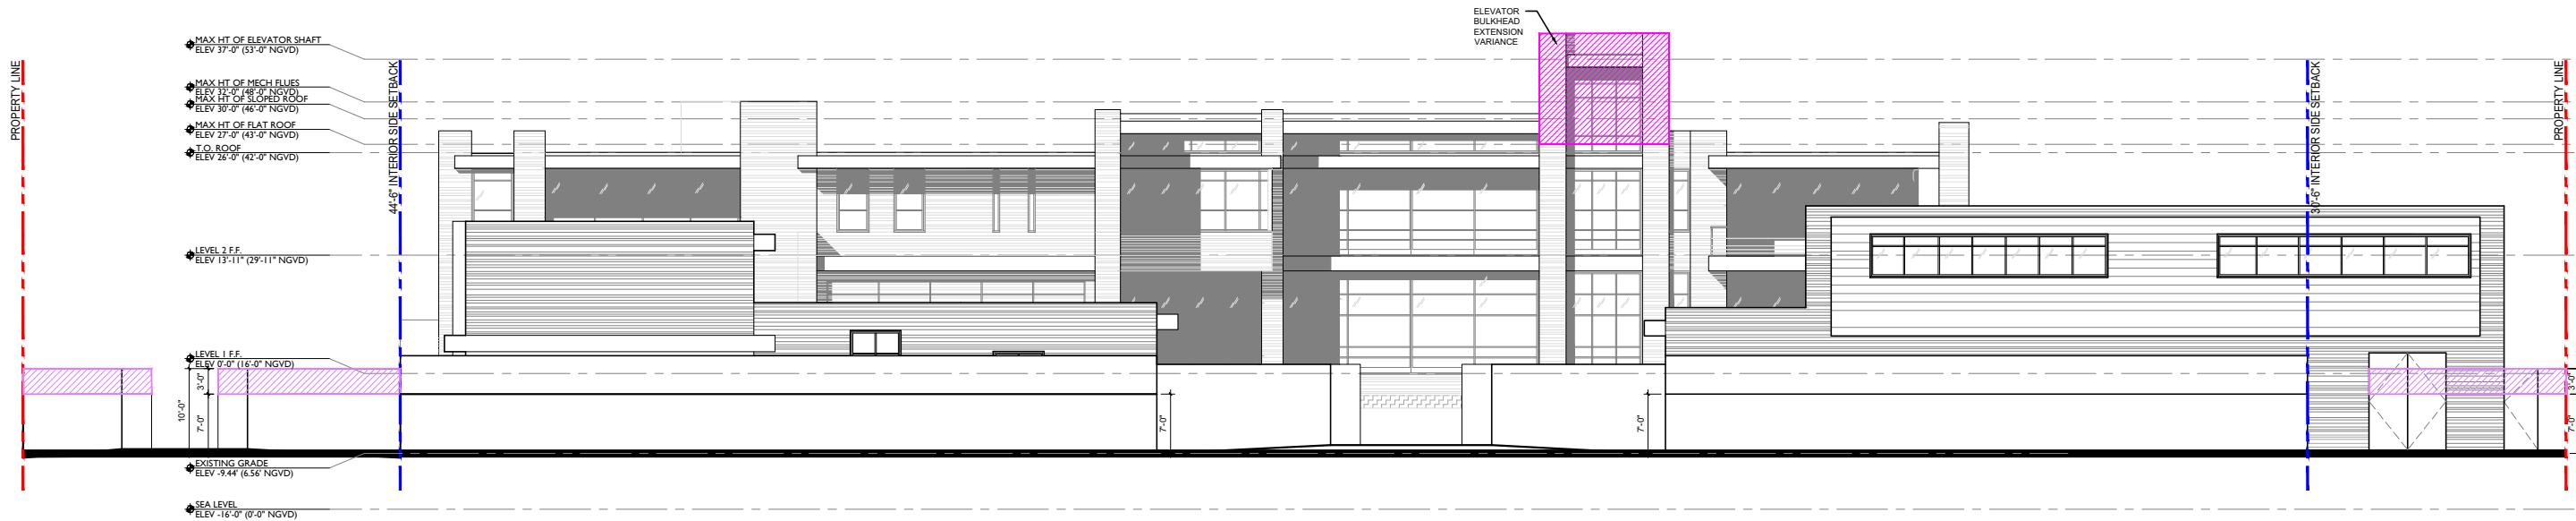 ELEVATOR
BULKHEAD
EXTENSION
VARIANCE
MAX HT OF ELEVATOR SHAFT
ELEV 37'-0" (53'-0" NGVD)
MAX HT OF MECH FLUES
ELEV 32'-0" (48'-0" NGVD)
MAX HT OF SLOPED ROOF
ELEV 30'-0" (46'-0" NGVD)
MAX HT OF FLAT ROOF
ELEV 27'-0" (43'-0" NGVD)
T.O. ROOF
ELEV 26'-0" (42'-0" NGVD)
LEVEL 2 F.F.
ELEV 13'-11" (29'-11" NGVD)
LEVEL 1 F.F.
ELEV 0'-0" (16'-0" NGVD)
EXISTING GRADE
ELEV -9.44' (6.56' NGVD)
SEA LEVEL
ELEV -16'-0" (0'-0" NGVD)
PROPERTY LINE
44'-6" INTERIOR SIDE SETBACK
30'-6" INTERIOR SIDE SETBACK
PROPERTY LINE
10'-0"
3'-0"
7'-0"
7'-0"
7'-0"
3'-0"
7'-0"